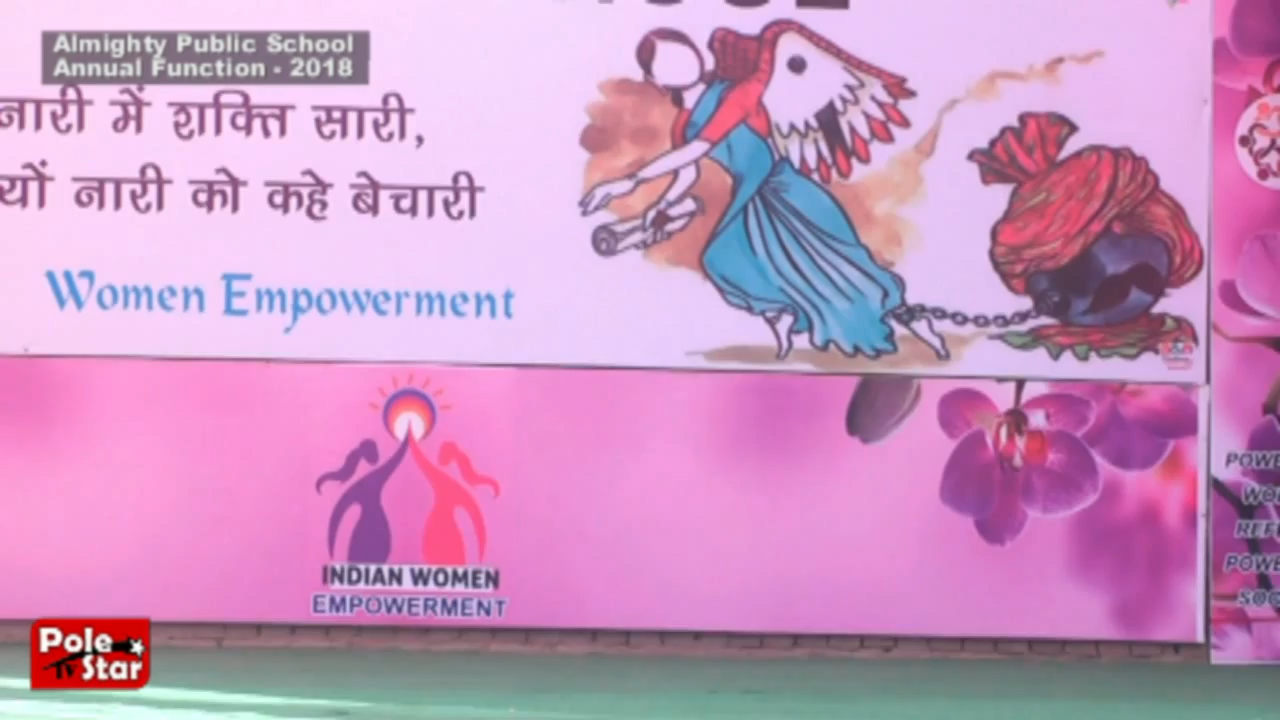 Almighty Public School
Annual Function - 2018
नारी में शक्ति सारी,
नारी को कहे बेचारी
Women Empowerment
INDIAN WOMEN
EMPOWERMENT
Pole
Star